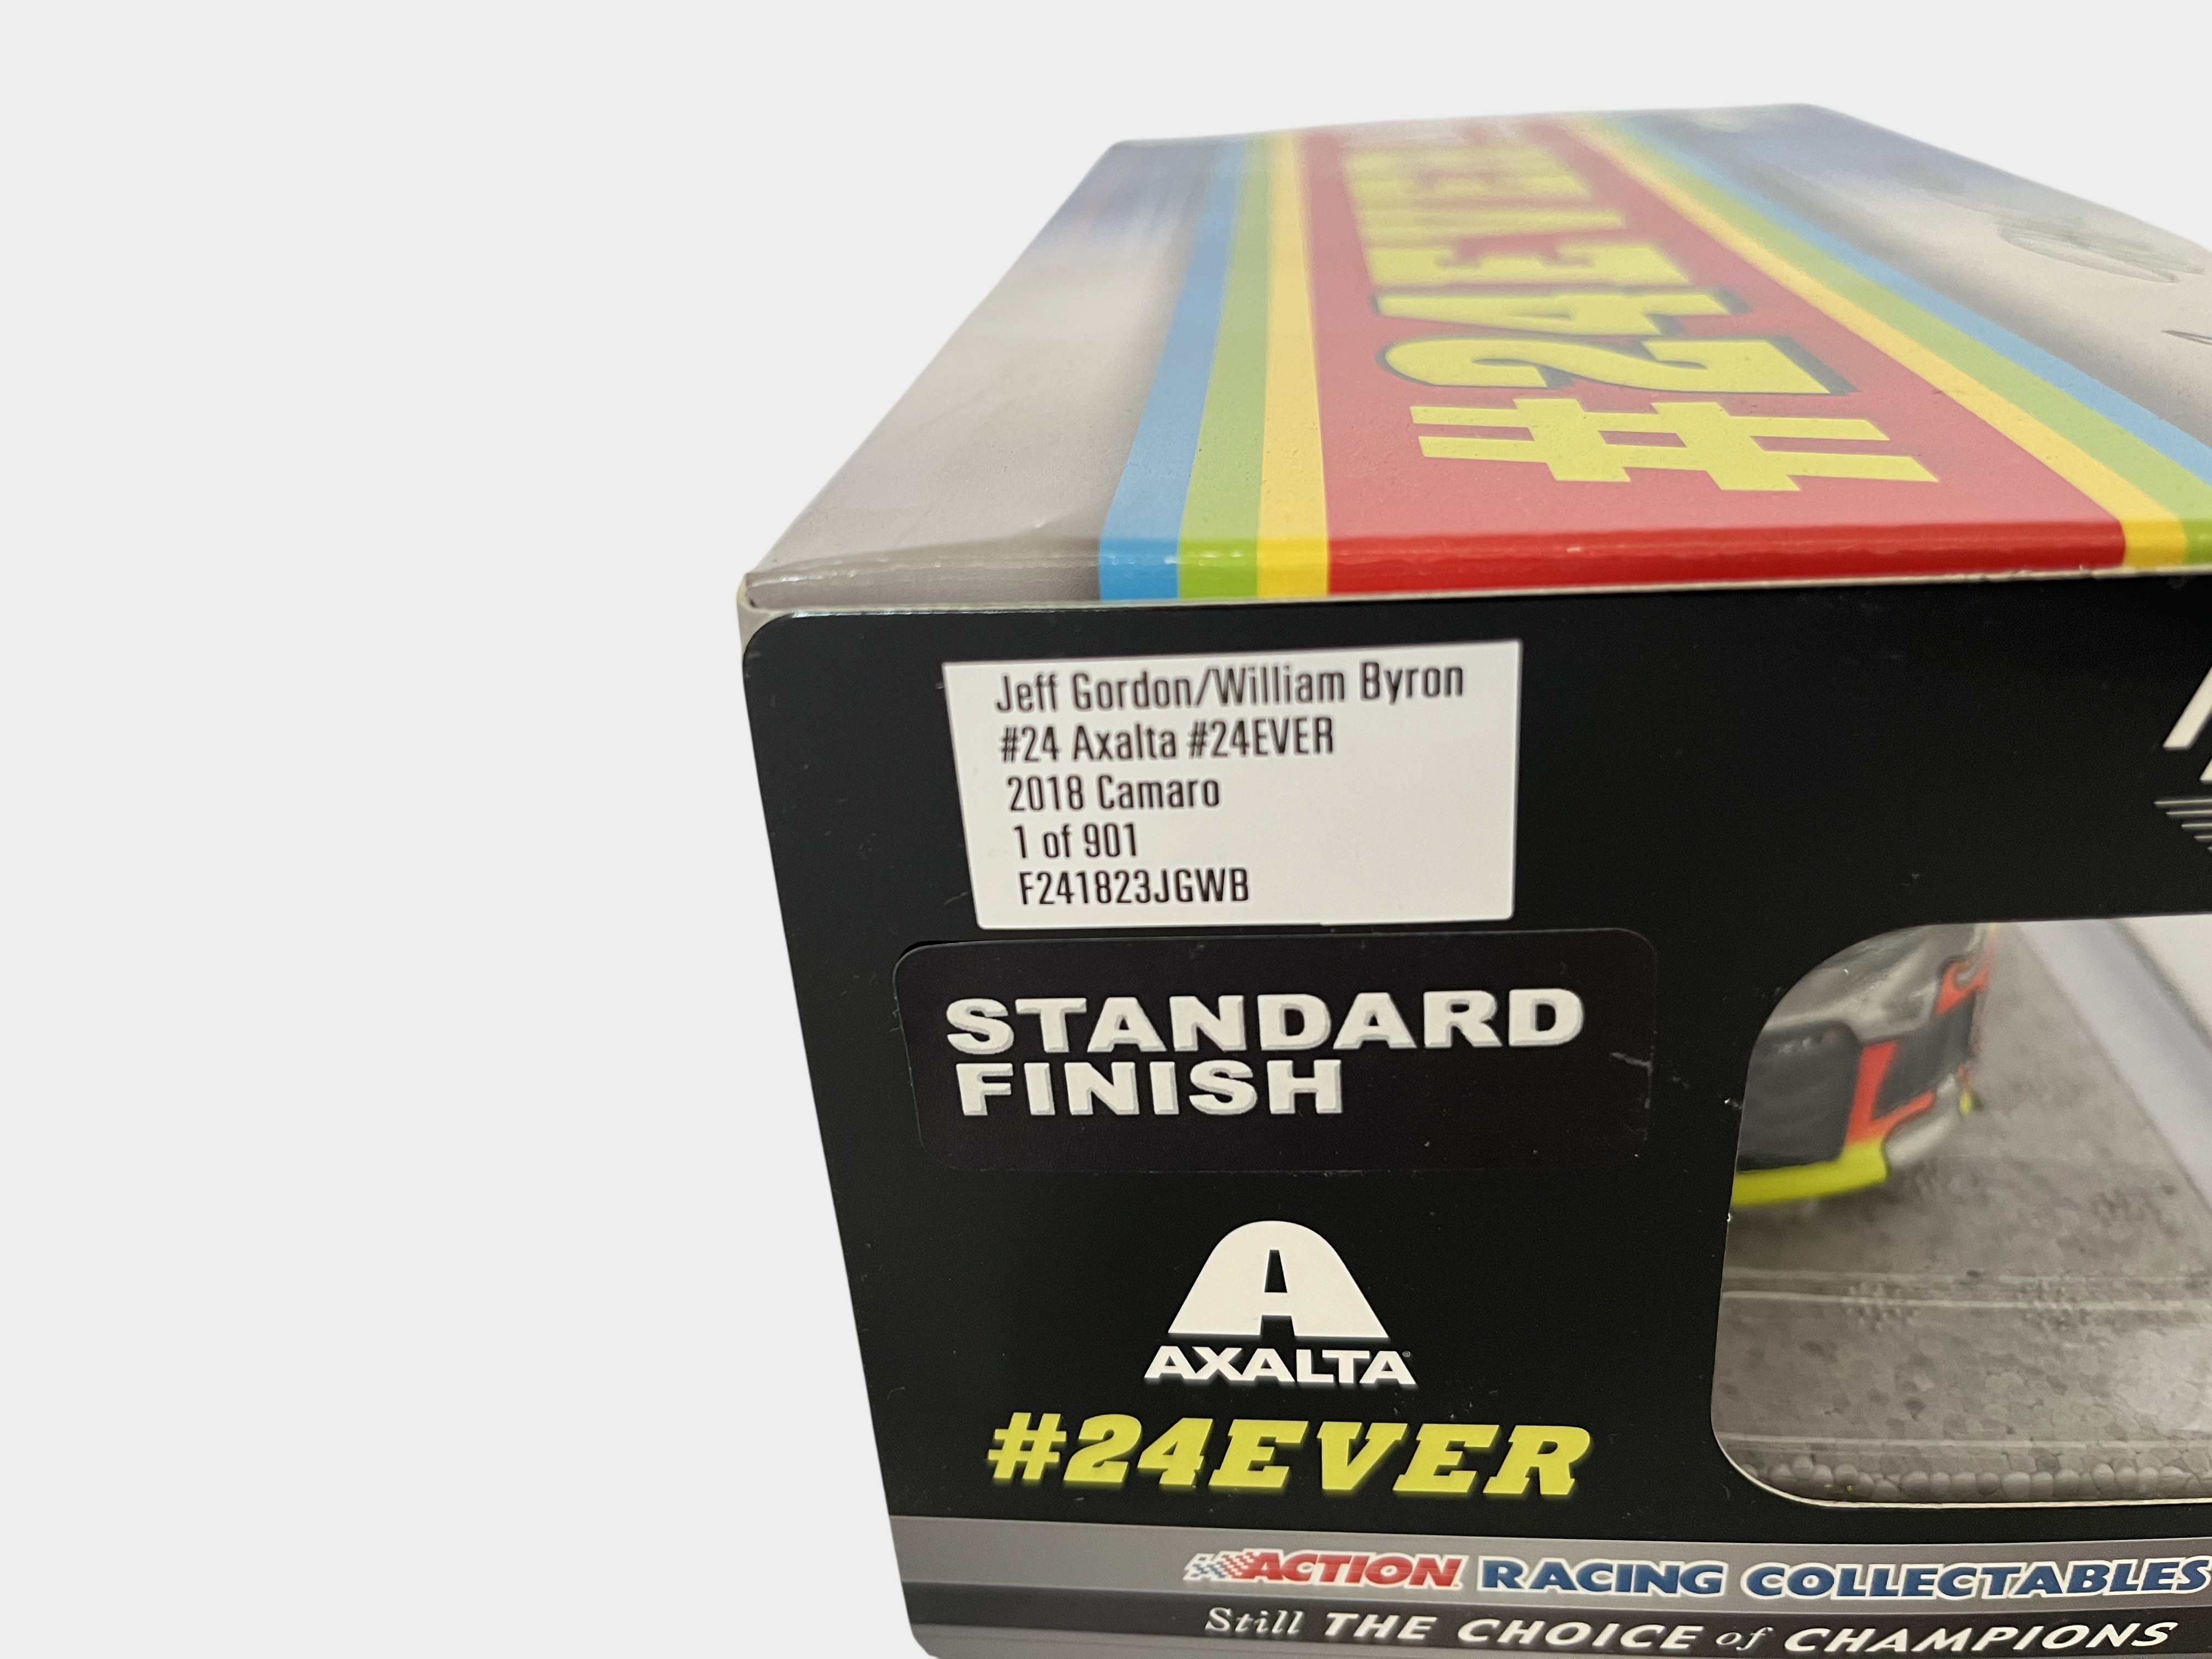 #24EVER
Jeff Gordon/William Byron
#24 Axalta #24EVER
2018 Camaro
1 of 901
F241823JGWB
STANDARD
FINISH
AXALTA
#24EVER
ACTION RACING COLLECTABLES
Still THE CHOICE of CHAMPIONS